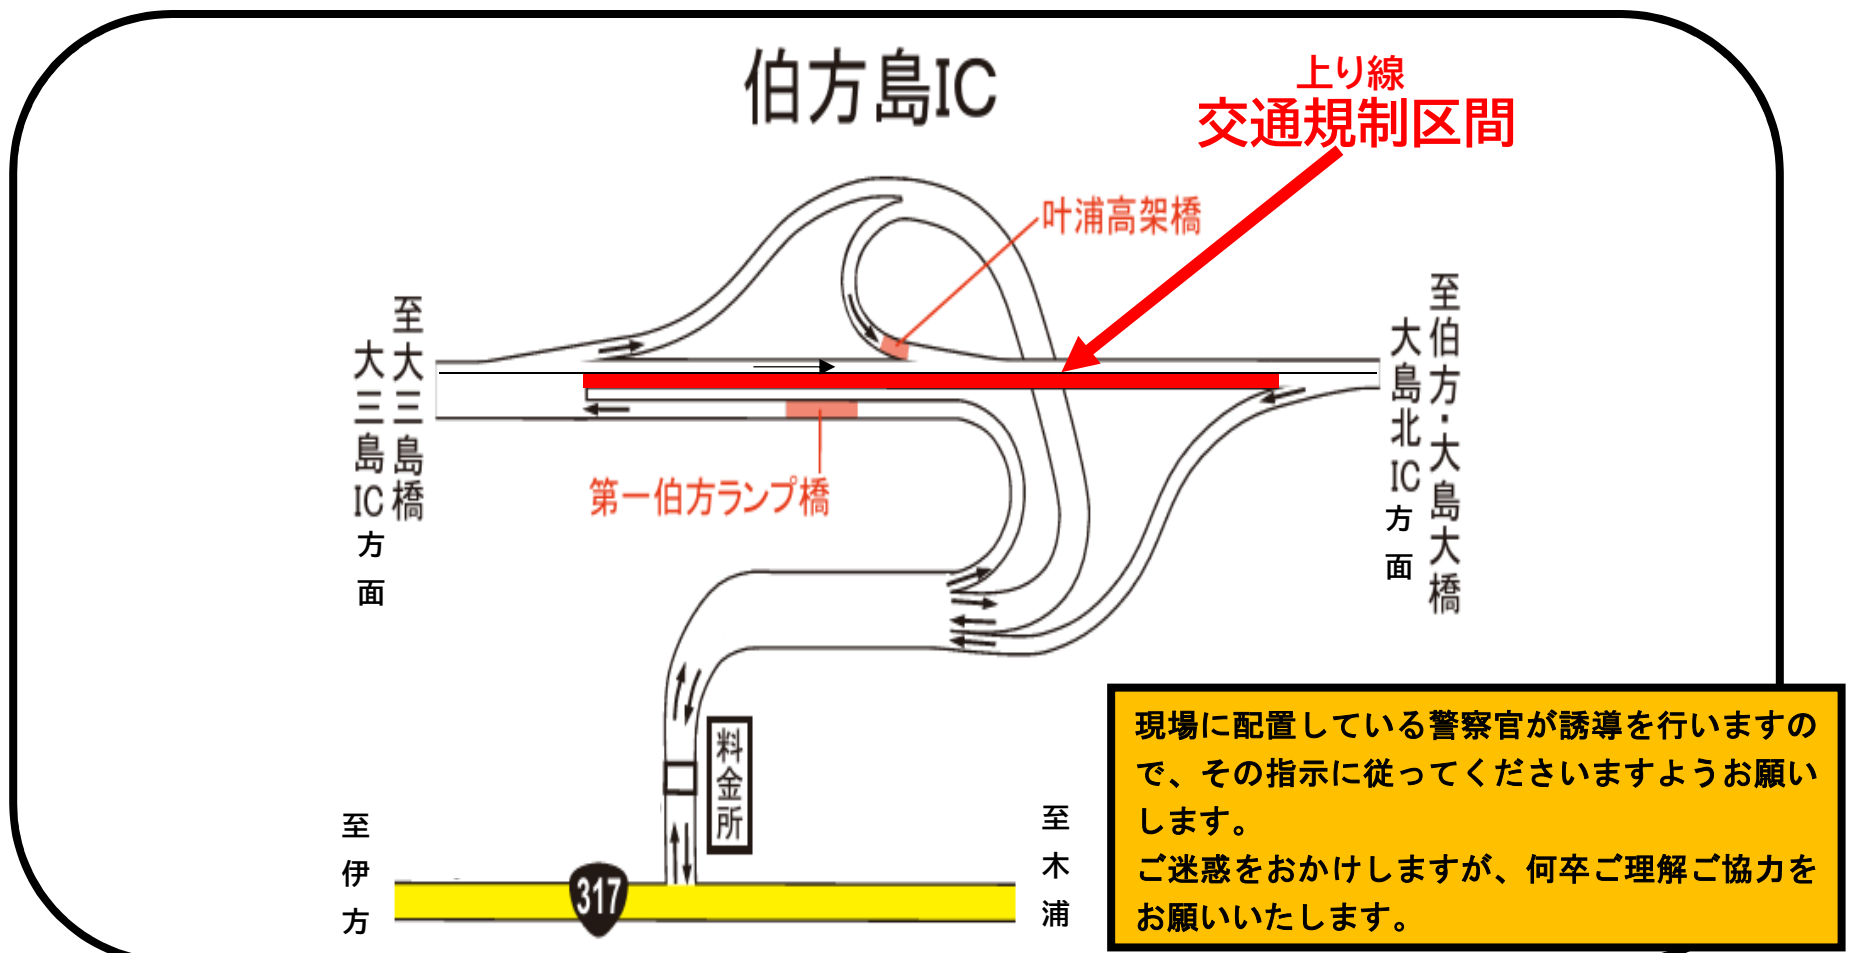 伯方島IC
上り線
交通規制区間
叶浦高架橋
至大三島橋
大三島IC方面
至伯方・大島大橋
大島北IC方面
第一伯方ランプ橋
料金所
至伊方
317
至木浦
現場に配置している警察官が誘導を行いますの
で、その指示に従ってくださいますようお願い
します。
ご迷惑をおかけしますが、何卒ご理解ご協力を
お願いいたします。